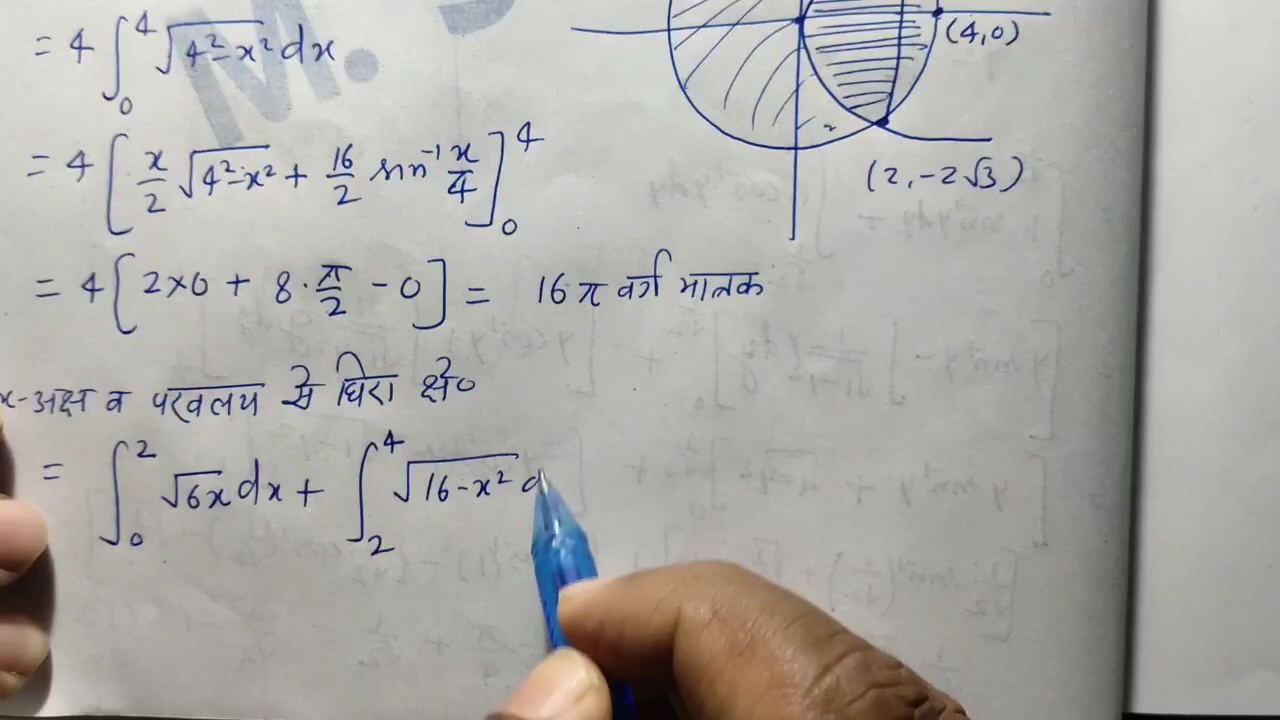 = 4 ∫₀⁴ √(4²-x²) dx
(4,0)
= 4 [ x/2 √(4²-x²) + 16/2 sin⁻¹ x/4 ]₀⁴
(2,-2√3)
= 4 [ 2×0 + 8·π/2 - 0 ] = 16π वर्ग मात्रक
x-अक्ष व परवलय से घिरा क्षे०
= ∫₀² √6x dx + ∫₂⁴ √(16-x²) d